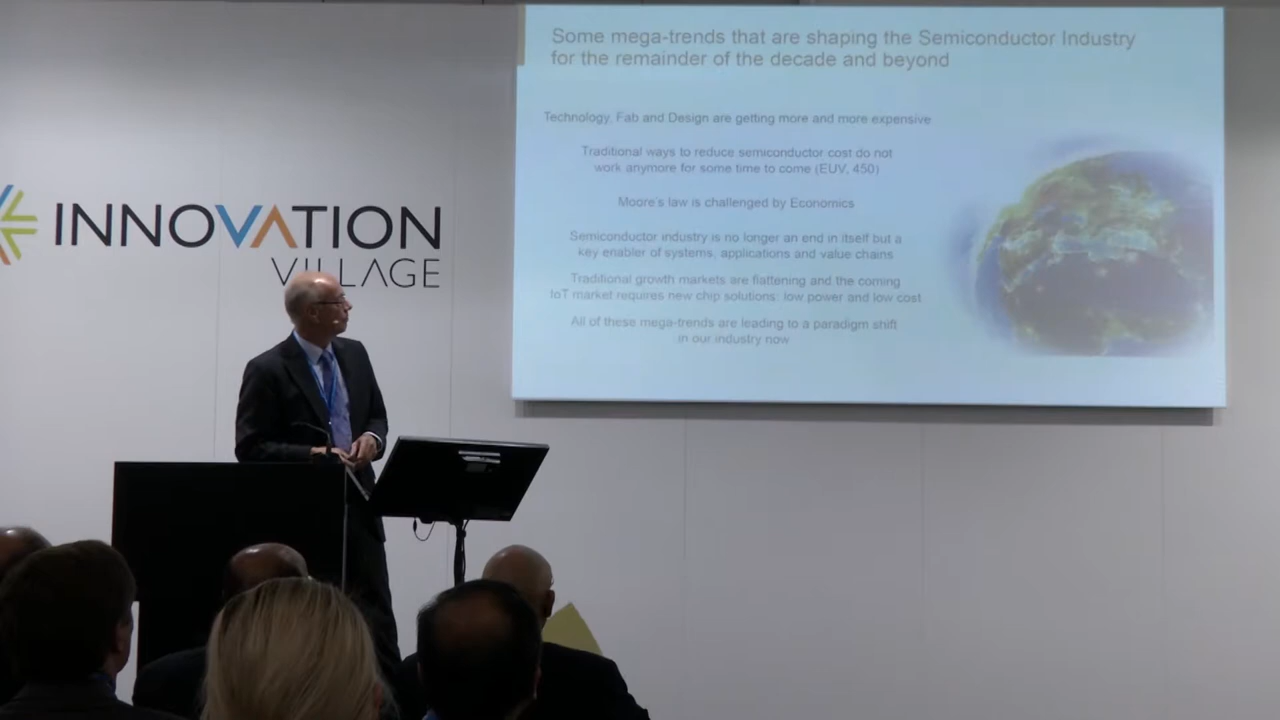 INNOVATION
VILLAGE
Some mega-trends that are shaping the Semiconductor Industry
for the remainder of the decade and beyond
Technology, Fab and Design are getting more and more expensive
Traditional ways to reduce semiconductor cost do not
work anymore for some time to come (EUV, 450)
Moore's law is challenged by Economics
Semiconductor industry is no longer an end in itself but a
key enabler of systems, applications and value chains
Traditional growth markets are flattening and the coming
IoT market requires new chip solutions: low power and low cost
All of these mega-trends are leading to a paradigm shift
in our industry now